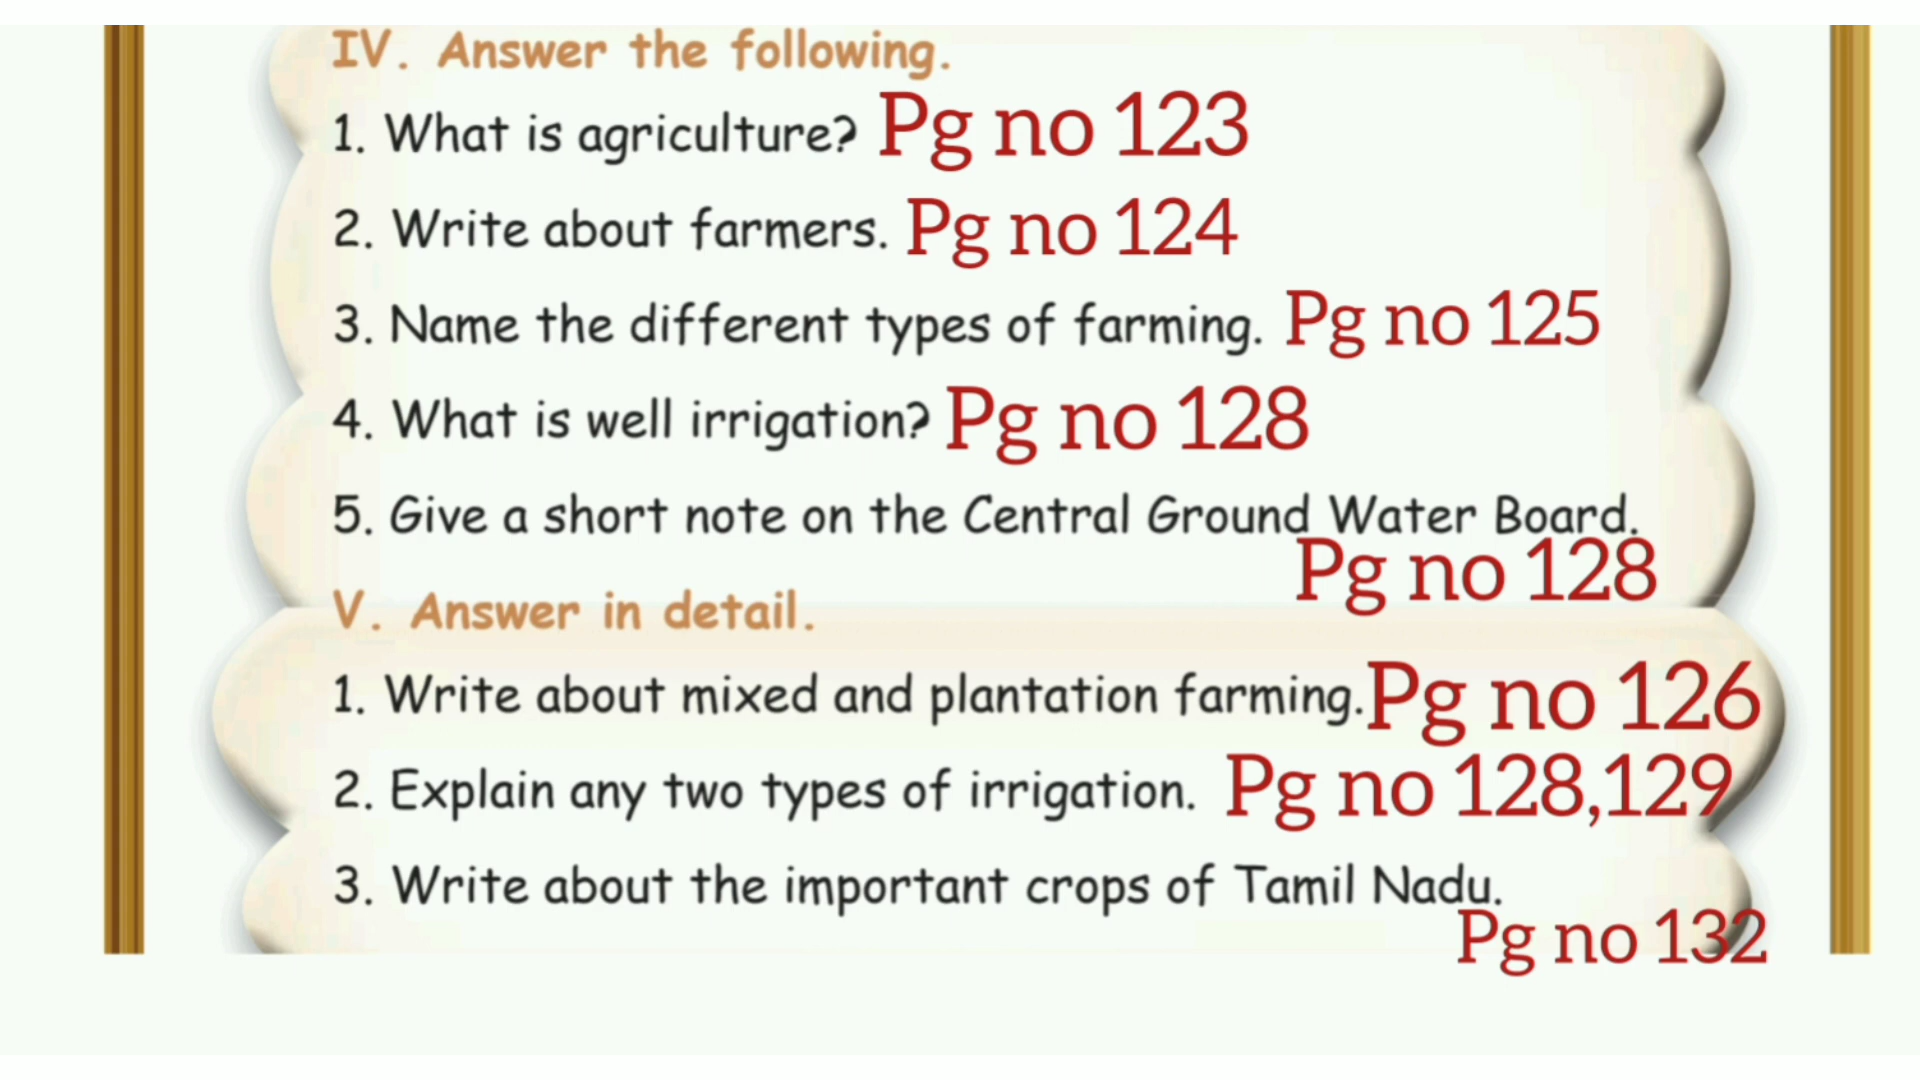 IV. Answer the following.
1. What is agriculture? Pg no 123
2. Write about farmers. Pg no 124
3. Name the different types of farming. Pg no 125
4. What is well irrigation? Pg no 128
5. Give a short note on the Central Ground Water Board.
Pg no 128
V. Answer in detail.
1. Write about mixed and plantation farming. Pg no 126
2. Explain any two types of irrigation. Pg no 128,129
3. Write about the important crops of Tamil Nadu.
Pg no 132